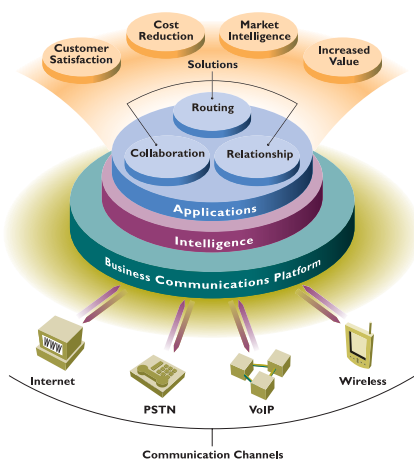 Cost
Reduction
Market
Intelligence
Customer
Satisfaction
Increased
Value
Solutions
Routing
Collaboration
Relationship
Applications
Intelligence
Business Communications Platform
WWW
Internet
PSTN
VoIP
Wireless
Communication Channels